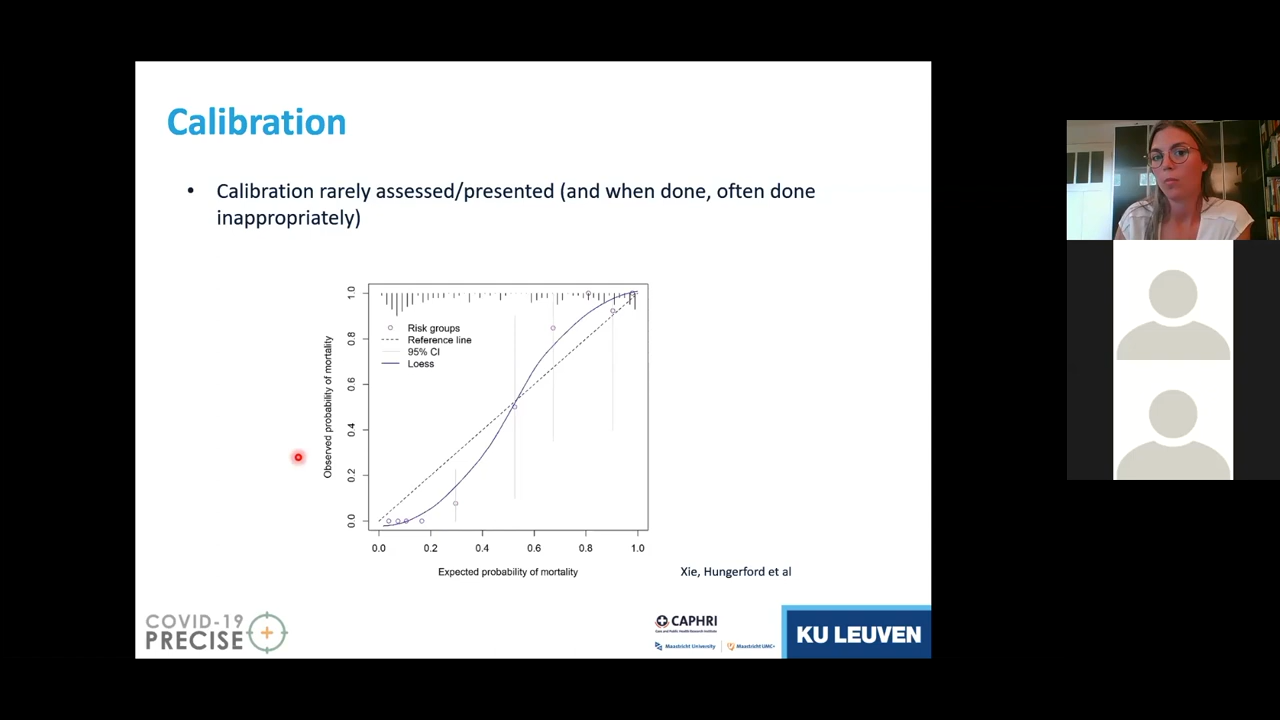 Calibration
• Calibration rarely assessed/presented (and when done, often done
inappropriately)
Risk groups
Reference line
95% CI
Loess
Observed probability of mortality
0.0
0.2
0.4
0.6
0.8
1.0
0.0 0.2 0.4 0.6 0.8 1.0
Expected probability of mortality
Xie, Hungerford et al
COVID-19
PRECISE
CAPHRI
Care and Public Health Research Institute
Maastricht University
Maastricht UMC+
KU LEUVEN